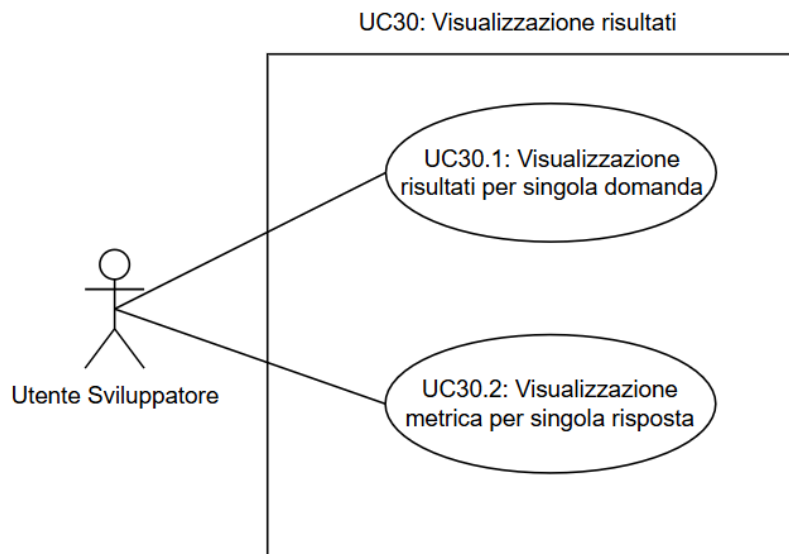 UC30: Visualizzazione risultati
UC30.1: Visualizzazione
risultati per singola domanda
Utente Sviluppatore
UC30.2: Visualizzazione
metrica per singola risposta